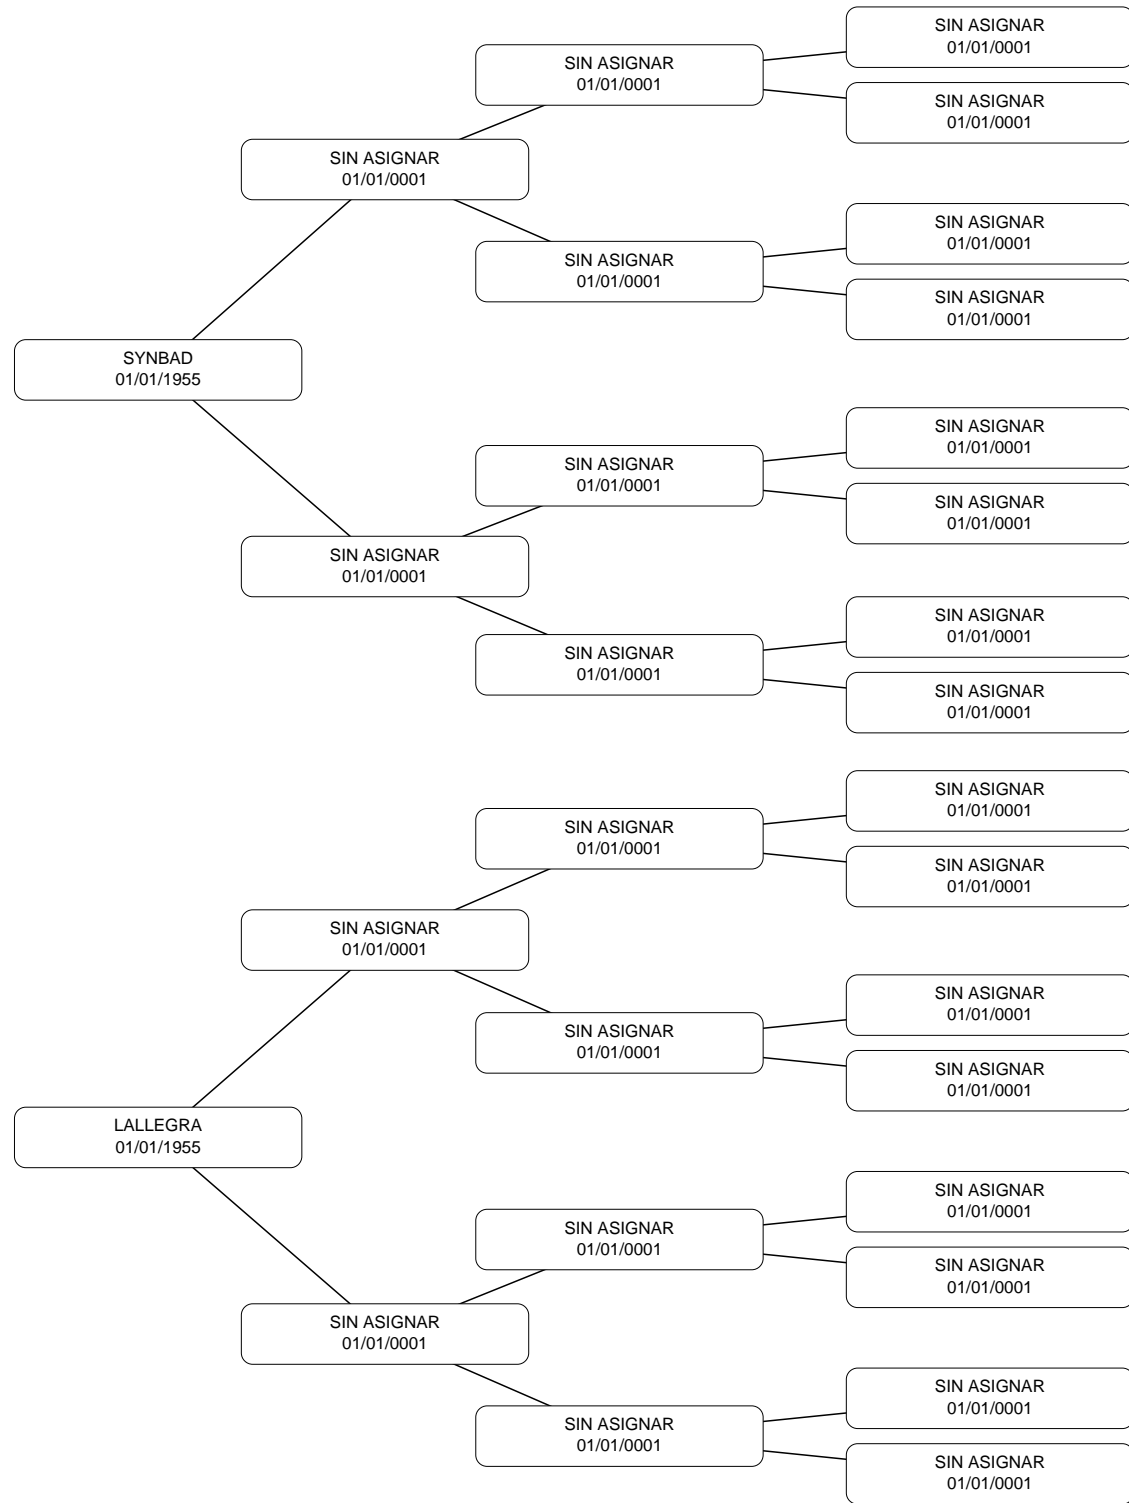 SIN ASIGNAR
01/01/0001
SIN ASIGNAR
01/01/0001
SIN ASIGNAR
01/01/0001
SIN ASIGNAR
01/01/0001
SIN ASIGNAR
01/01/0001
SIN ASIGNAR
01/01/0001
SIN ASIGNAR
01/01/0001
SYNBAD
01/01/1955
SIN ASIGNAR
01/01/0001
SIN ASIGNAR
01/01/0001
SIN ASIGNAR
01/01/0001
SIN ASIGNAR
01/01/0001
SIN ASIGNAR
01/01/0001
SIN ASIGNAR
01/01/0001
SIN ASIGNAR
01/01/0001
SIN ASIGNAR
01/01/0001
SIN ASIGNAR
01/01/0001
SIN ASIGNAR
01/01/0001
SIN ASIGNAR
01/01/0001
SIN ASIGNAR
01/01/0001
SIN ASIGNAR
01/01/0001
SIN ASIGNAR
01/01/0001
LALLEGRA
01/01/1955
SIN ASIGNAR
01/01/0001
SIN ASIGNAR
01/01/0001
SIN ASIGNAR
01/01/0001
SIN ASIGNAR
01/01/0001
SIN ASIGNAR
01/01/0001
SIN ASIGNAR
01/01/0001
SIN ASIGNAR
01/01/0001